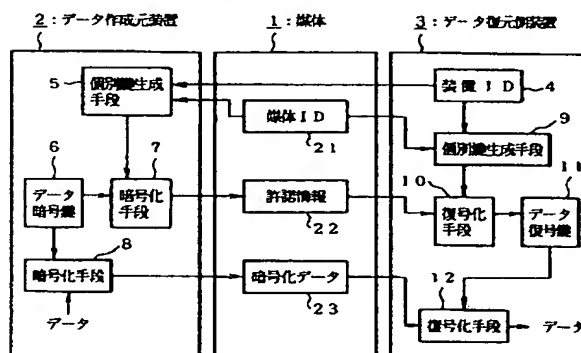 2：データ作成元装置
1：媒体
3：データ復元側装置
5
個別鍵生成
手段
装置ID
4
媒体ID
21
9
個別鍵生成手段
6
7
データ
暗号鍵
暗号化
手段
許諾情報
22
10
復号化
手段
11
データ
復号鍵
8
暗号化手段
暗号化データ
23
12
復号化手段
データ
データ